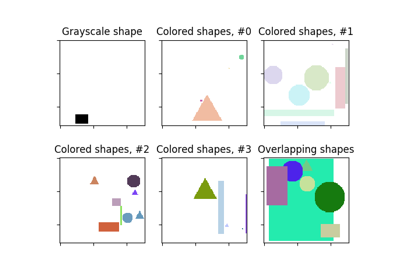 Grayscale shape
Colored shapes, #0
Colored shapes, #1
Colored shapes, #2
Colored shapes, #3
Overlapping shapes